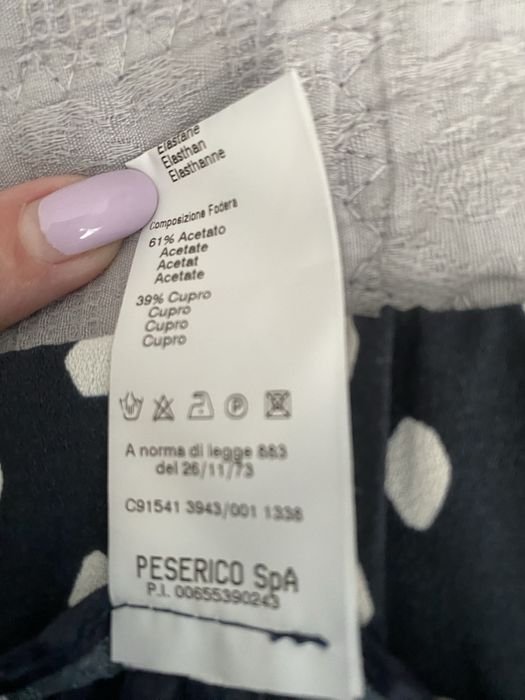 Elastane
Elasthan
Elasthanne
Composizione Fodera
61% Acetato
Acetate
Acetat
Acetate
39% Cupro
Cupro
Cupro
Cupro
P
A norma di legge 883
del 26/11/73
C91541 3943/001 1338
PESERICO SpA
P.I. 00655390243